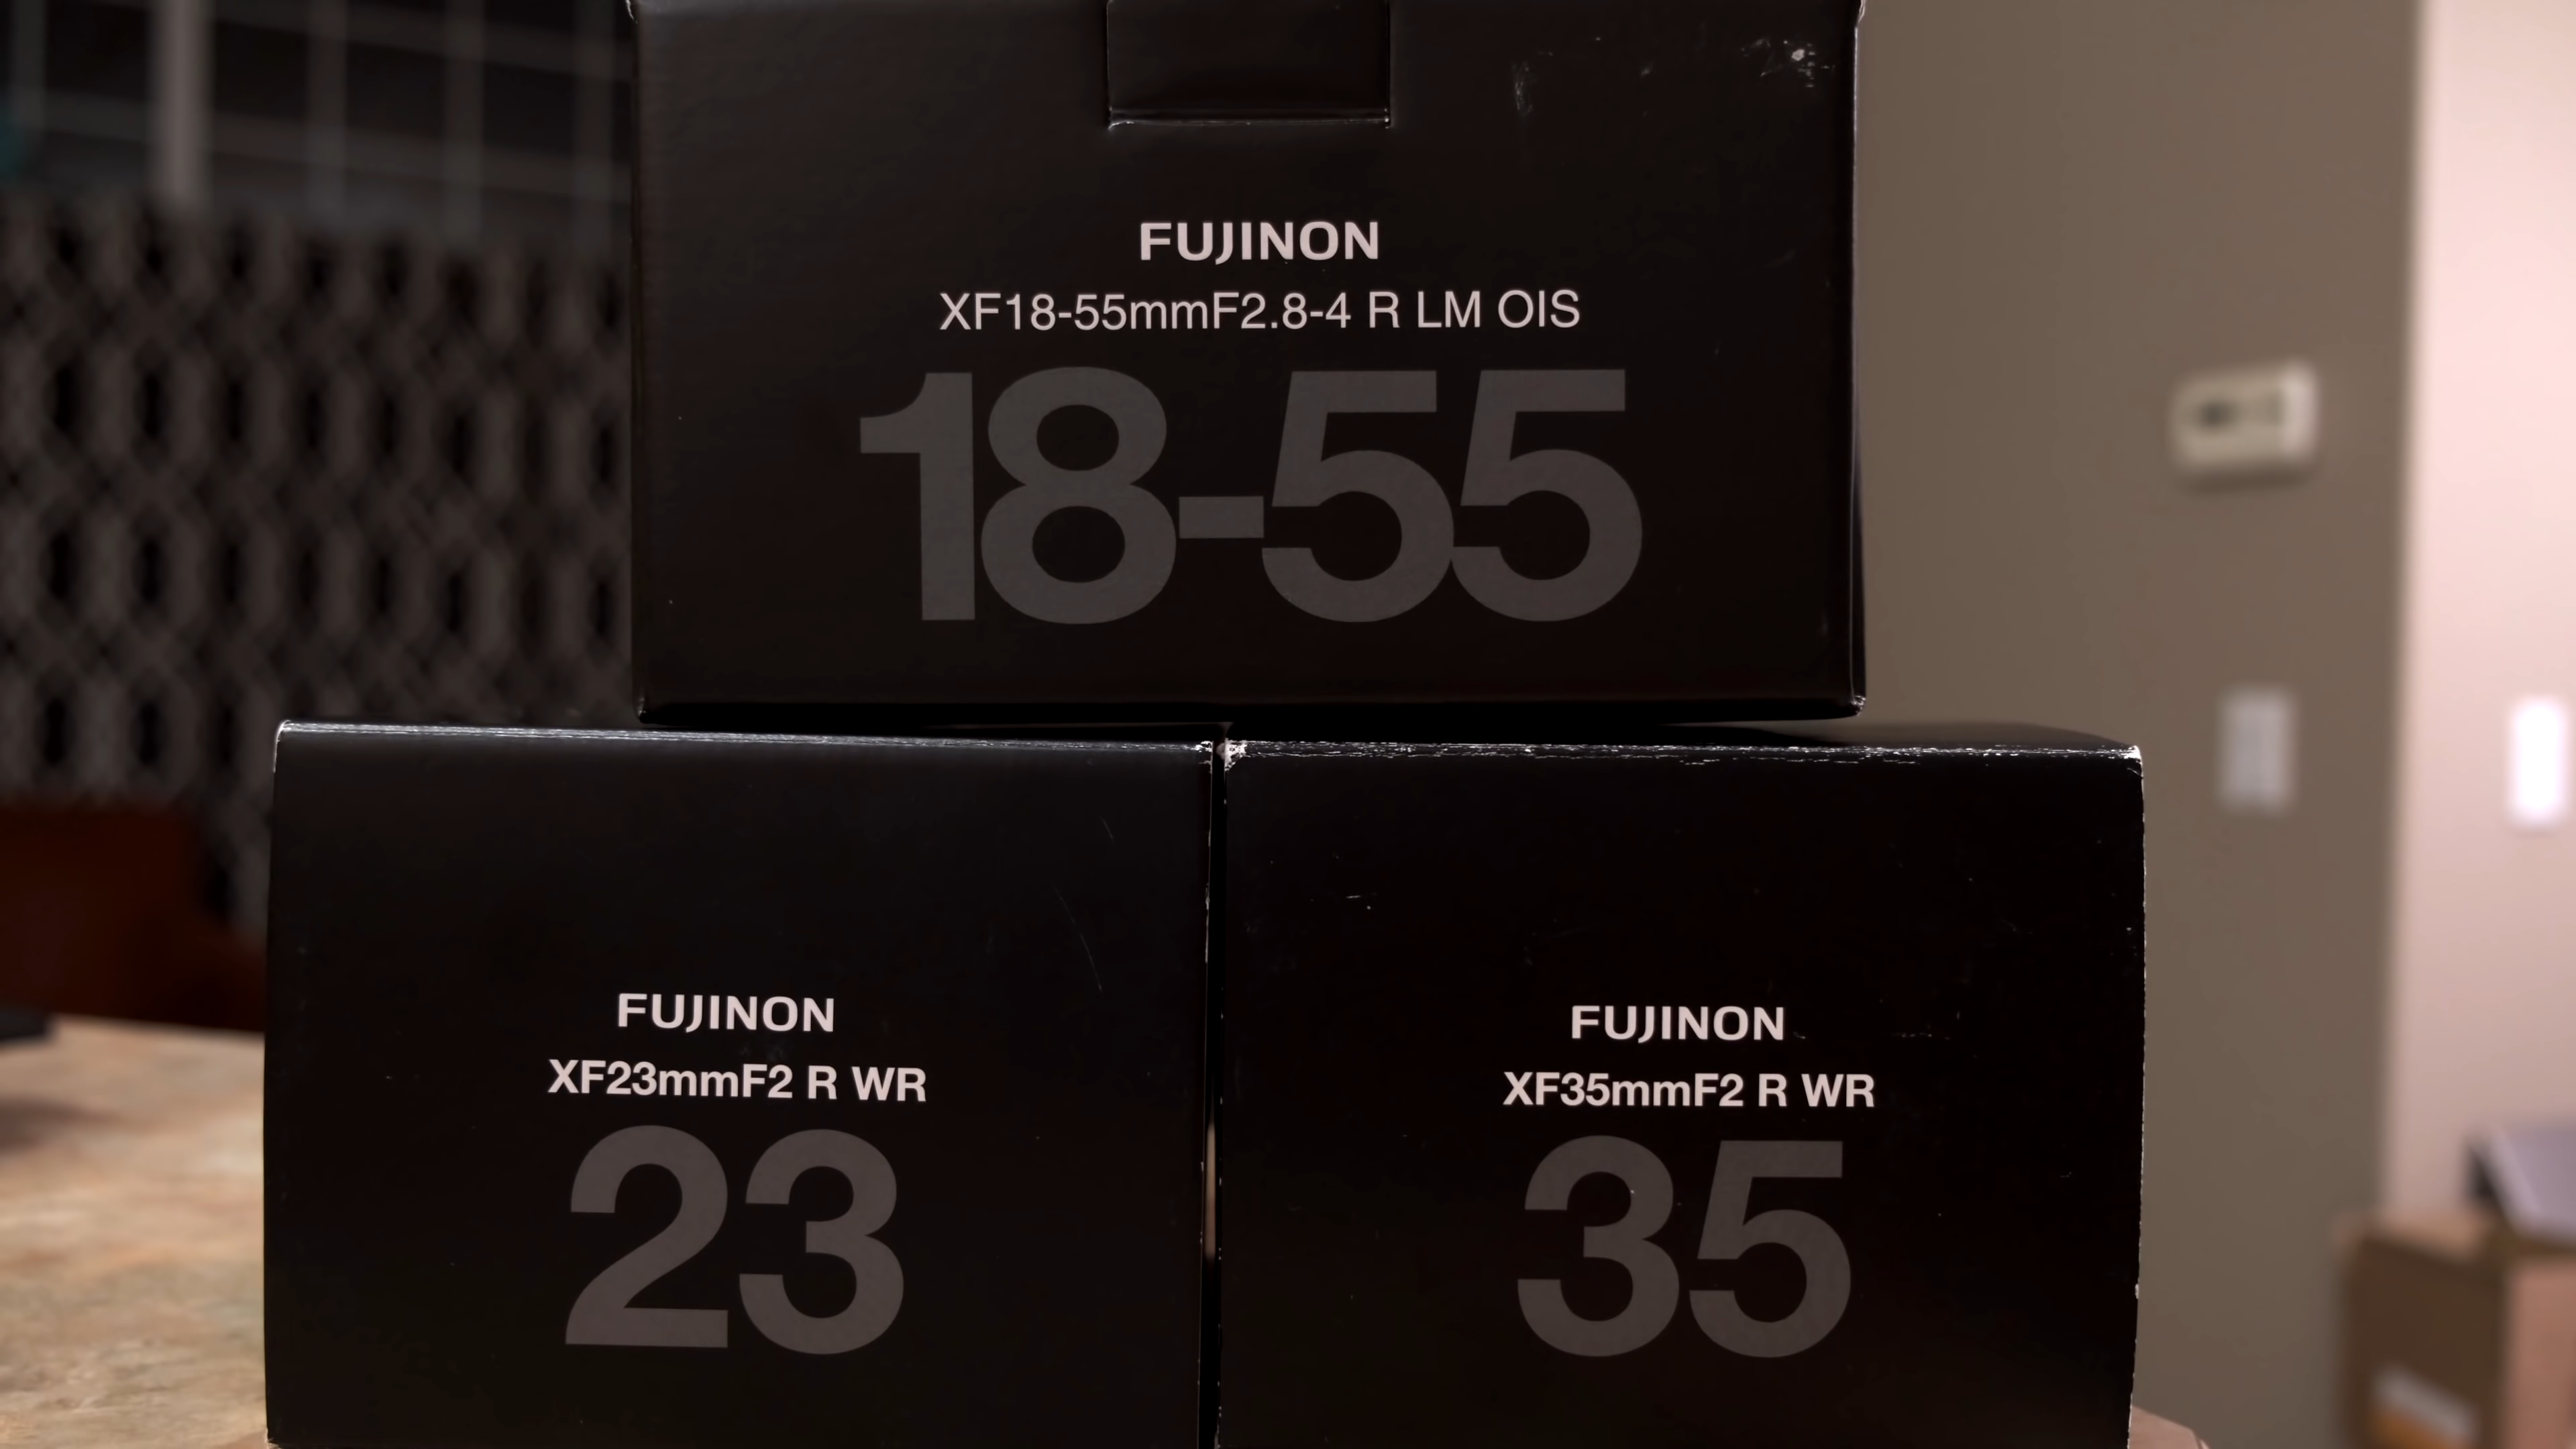 FUJINON
XF18-55mmF2.8-4 R LM OIS
18-55
FUJINON
XF23mmF2 R WR
23
FUJINON
XF35mmF2 R WR
35